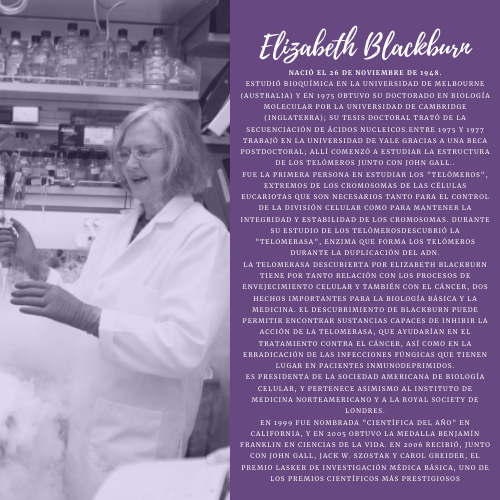 Elizabeth Blackburn
NACIÓ EL 26 DE NOVIEMBRE DE 1948.
ESTUDIÓ BIOQUÍMICA EN LA UNIVERSIDAD DE MELBOURNE
(AUSTRALIA) Y EN 1975 OBTUVO SU DOCTORADO EN BIOLOGÍA
MOLECULAR POR LA UNIVERSIDAD DE CAMBRIDGE
(INGLATERRA); SU TESIS DOCTORAL TRATÓ DE LA
SECUENCIACIÓN DE ÁCIDOS NUCLEICOS.ENTRE 1975 Y 1977
TRABAJÓ EN LA UNIVERSIDAD DE YALE GRACIAS A UNA BECA
POSTDOCTORAL; ALLÍ COMENZÓ A ESTUDIAR LA ESTRUCTURA
DE LOS TELÓMEROS JUNTO CON JOHN GALL..
FUE LA PRIMERA PERSONA EN ESTUDIAR LOS "TELÓMEROS",
EXTREMOS DE LOS CROMOSOMAS DE LAS CÉLULAS
EUCARIOTAS QUE SON NECESARIOS TANTO PARA EL CONTROL
DE LA DIVISIÓN CELULAR COMO PARA MANTENER LA
INTEGRIDAD Y ESTABILIDAD DE LOS CROMOSOMAS. DURANTE
SU ESTUDIO DE LOS TELÓMEROSDESCUBRIÓ LA
"TELOMERASA", ENZIMA QUE FORMA LOS TELÓMEROS
DURANTE LA DUPLICACIÓN DEL ADN.
LA TELOMERASA DESCUBIERTA POR ELIZABETH BLACKBURN
TIENE POR TANTO RELACIÓN CON LOS PROCESOS DE
ENVEJECIMIENTO CELULAR Y TAMBIÉN CON EL CÁNCER, DOS
HECHOS IMPORTANTES PARA LA BIOLOGÍA BÁSICA Y LA
MEDICINA. EL DESCUBRIMIENTO DE BLACKBURN PUEDE
PERMITIR ENCONTRAR SUSTANCIAS CAPACES DE INHIBIR LA
ACCIÓN DE LA TELOMERASA, QUE AYUDARÍAN EN EL
TRATAMIENTO CONTRA EL CÁNCER, ASÍ COMO EN LA
ERRADICACIÓN DE LAS INFECCIONES FÚNGICAS QUE TIENEN
LUGAR EN PACIENTES INMUNODEPRIMIDOS.
ES PRESIDENTA DE LA SOCIEDAD AMERICANA DE BIOLOGÍA
CELULAR, Y PERTENECE ASIMISMO AL INSTITUTO DE
MEDICINA NORTEAMERICANO Y A LA ROYAL SOCIETY DE
LONDRES.
EN 1999 FUE NOMBRADA "CIENTÍFICA DEL AÑO" EN
CALIFORNIA, Y EN 2005 OBTUVO LA MEDALLA BENJAMÍN
FRANKLIN EN CIENCIAS DE LA VIDA. EN 2006 RECIBIÓ, JUNTO
CON JOHN GALL, JACK W. SZOSTAK Y CAROL GREIDER, EL
PREMIO LASKER DE INVESTIGACIÓN MÉDICA BÁSICA, UNO DE
LOS PREMIOS CIENTÍFICOS MÁS PRESTIGIOSOS